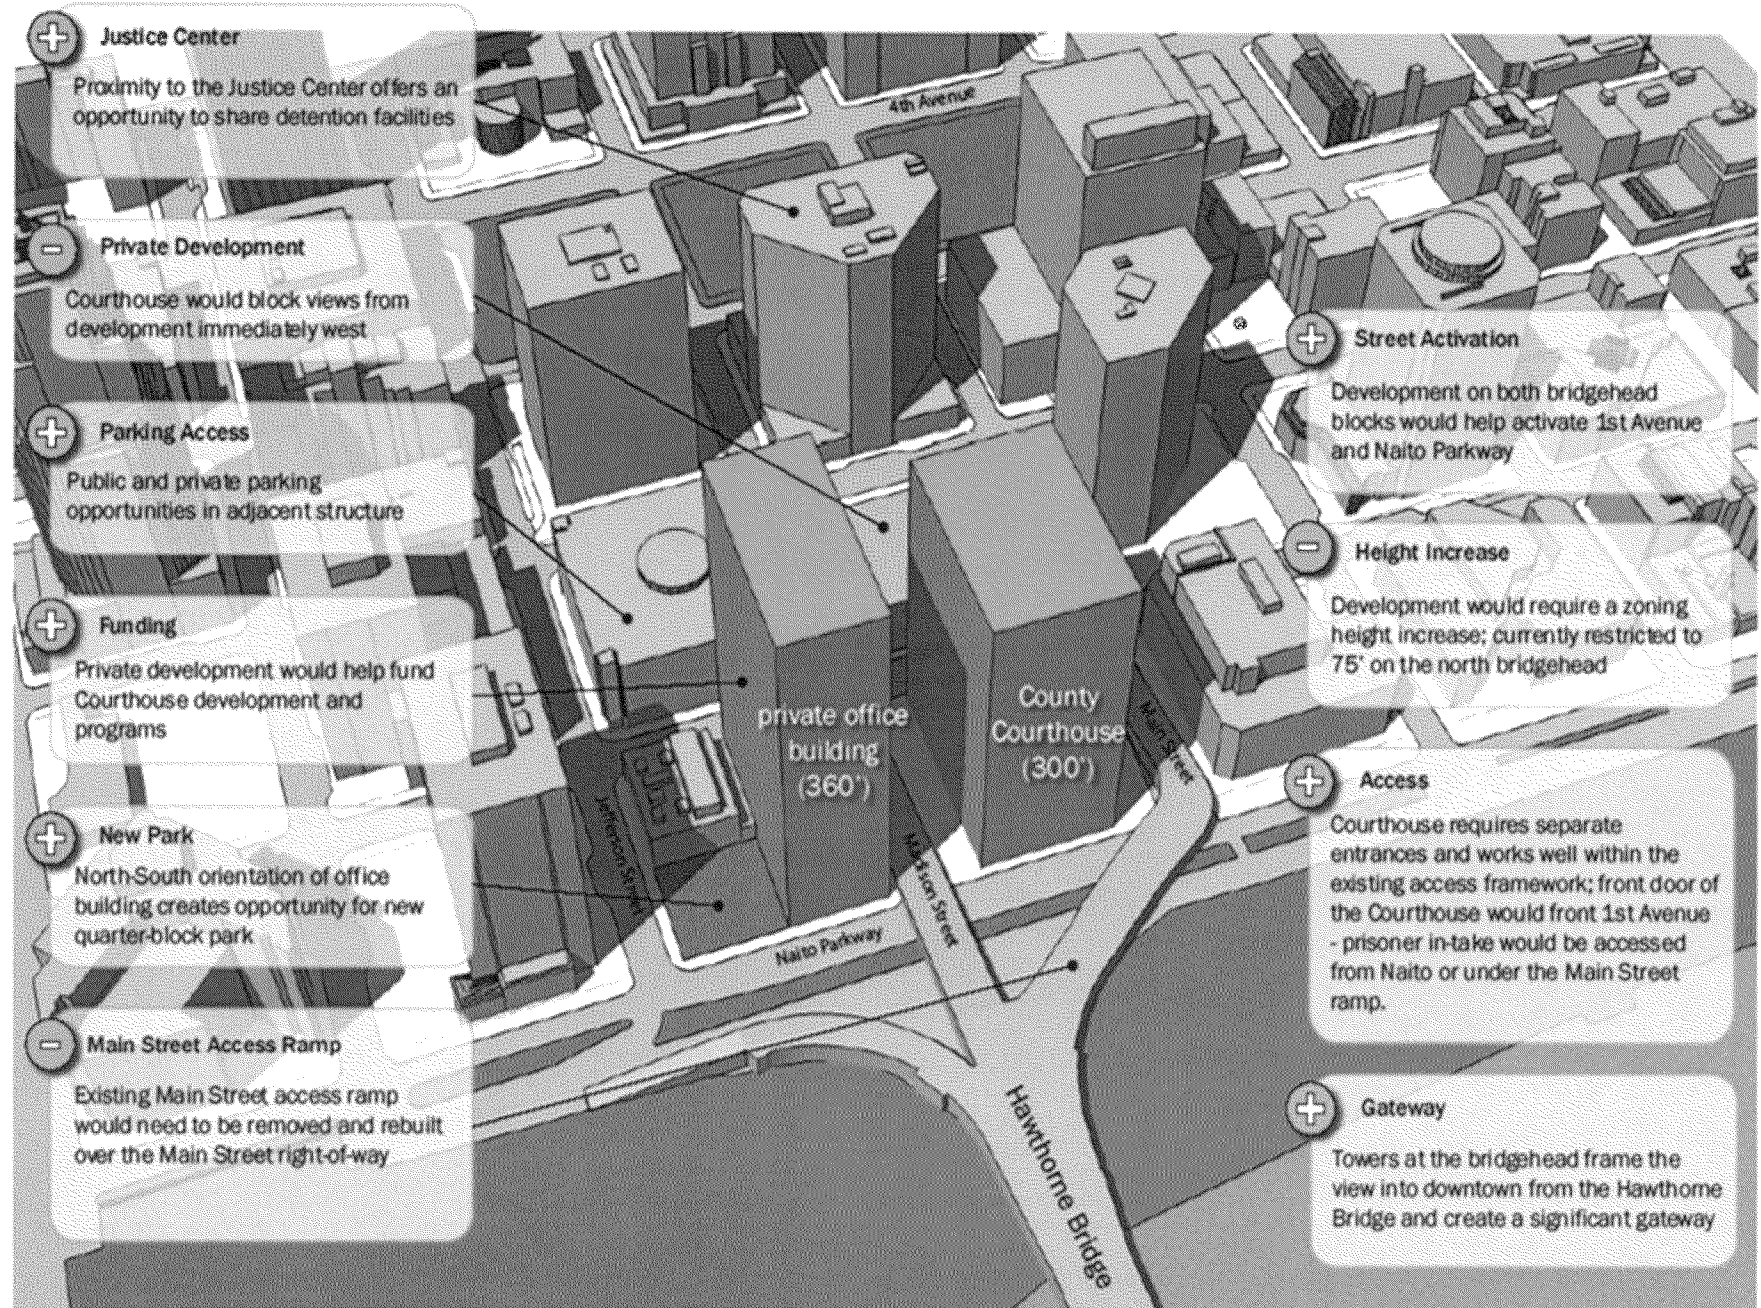 Justice Center
Proximity to the Justice Center offers an
opportunity to share detention facilities
Private Development
Courthouse would block views from
development immediately west
Parking Access
Public and private parking
opportunities in adjacent structure
Funding
Private development would help fund
Courthouse development and
programs
New Park
North-South orientation of office
building creates opportunity for new
quarter-block park
Main Street Access Ramp
Existing Main Street access ramp
would need to be removed and rebuilt
over the Main Street right-of-way
4th Avenue
private office
building
(360')
County
Courthouse
(300')
Main Street
Jefferson Street
Madison Street
Naito Parkway
Hawthorne Bridge
Street Activation
Development on both bridgehead
blocks would help activate 1st Avenue
and Naito Parkway
Height Increase
Development would require a zoning
height increase; currently restricted to
75' on the north bridgehead
Access
Courthouse requires separate
entrances and works well within the
existing access framework; front door of
the Courthouse would front 1st Avenue
- prisoner in-take would be accessed
from Naito or under the Main Street
ramp.
Gateway
Towers at the bridgehead frame the
view into downtown from the Hawthorne
Bridge and create a significant gateway